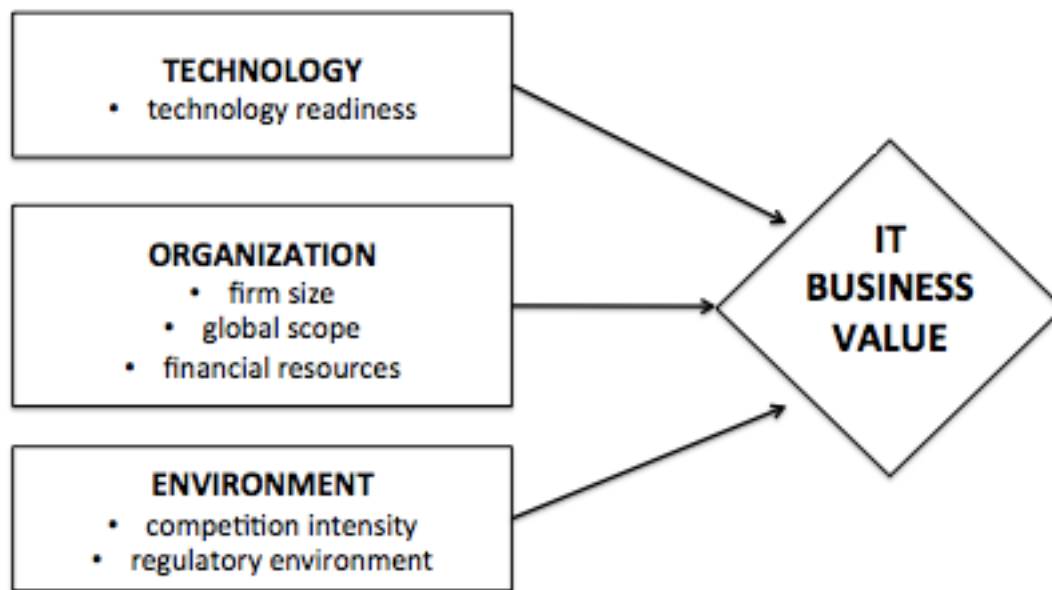 TECHNOLOGY
• technology readiness
ORGANIZATION
• firm size
• global scope
• financial resources
ENVIRONMENT
• competition intensity
• regulatory environment
IT
BUSINESS
VALUE